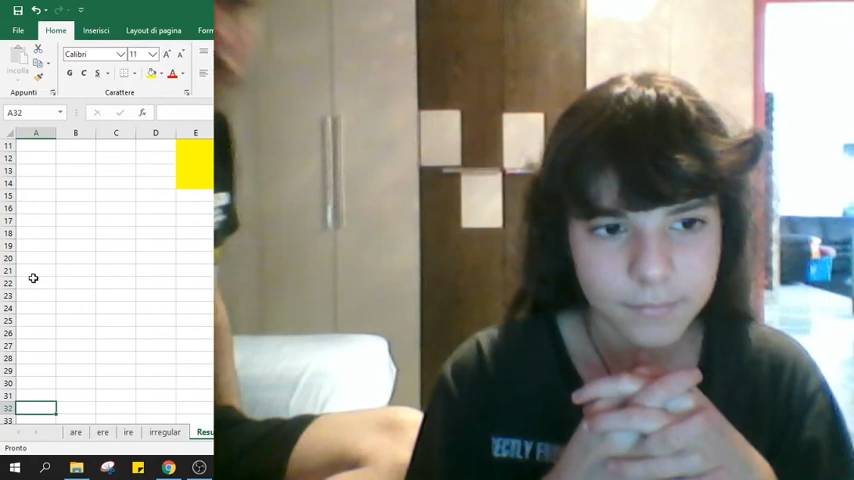 File Home Inserisci Layout di pagina Form
Incolla
Calibri 11 A A
G C S A
Appunti Carattere
A32 fx
A B C D E
11
12
13
14
15
16
17
18
19
20
21
22
23
24
25
26
27
28
29
30
31
32
33
are ere ire irregular Resu
Pronto